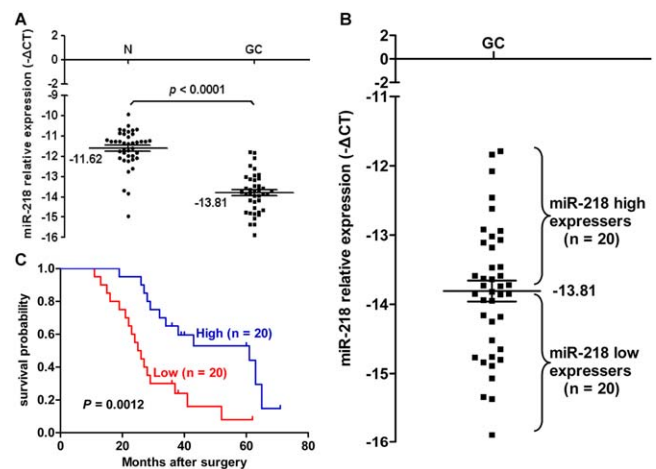 A
miR-218 relative expression (-ΔCT)
N
GC
2
0
-2
-9
-10
-11
-12
-13
-14
-15
-16
p < 0.0001
-11.62
-13.81
B
miR-218 relative expression (-ΔCT)
GC
2
0
-2
-11
-12
-13
-14
-15
-16
miR-218 high
expressers
(n = 20)
-13.81
miR-218 low
expressers
(n = 20)
C
survival probability
1.0
0.8
0.6
0.4
0.2
0.0
High (n = 20)
Low (n = 20)
P = 0.0012
0
20
40
60
80
Months after surgery